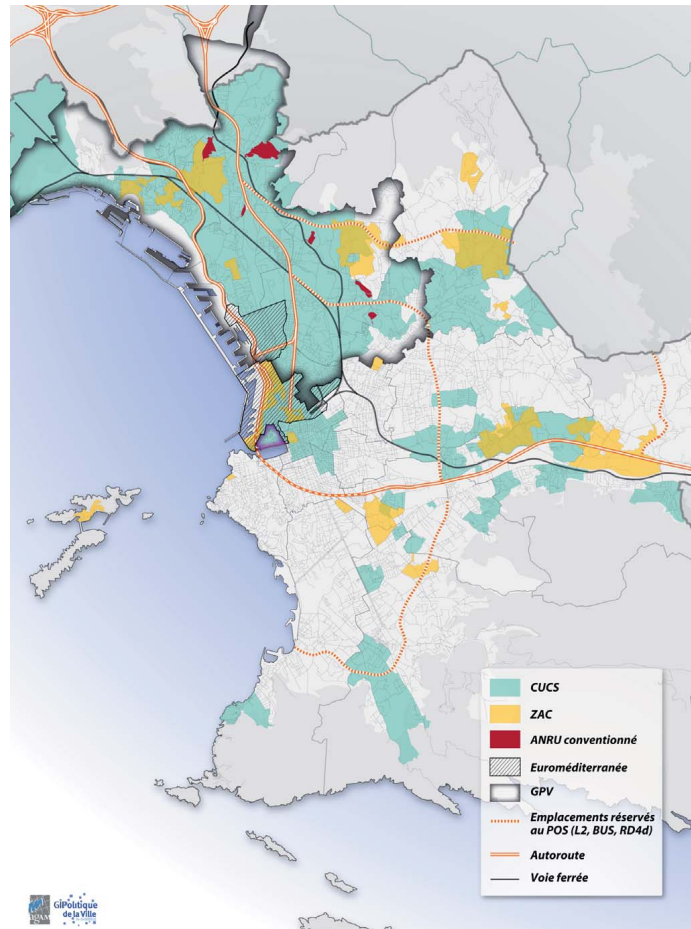 CUCS
ZAC
ANRU conventionné
Euroméditerranée
GPV
Emplacements réservés
au POS (L2, BUS, RD4d)
Autoroute
Voie ferrée
agam
GIPolitique
de la Ville